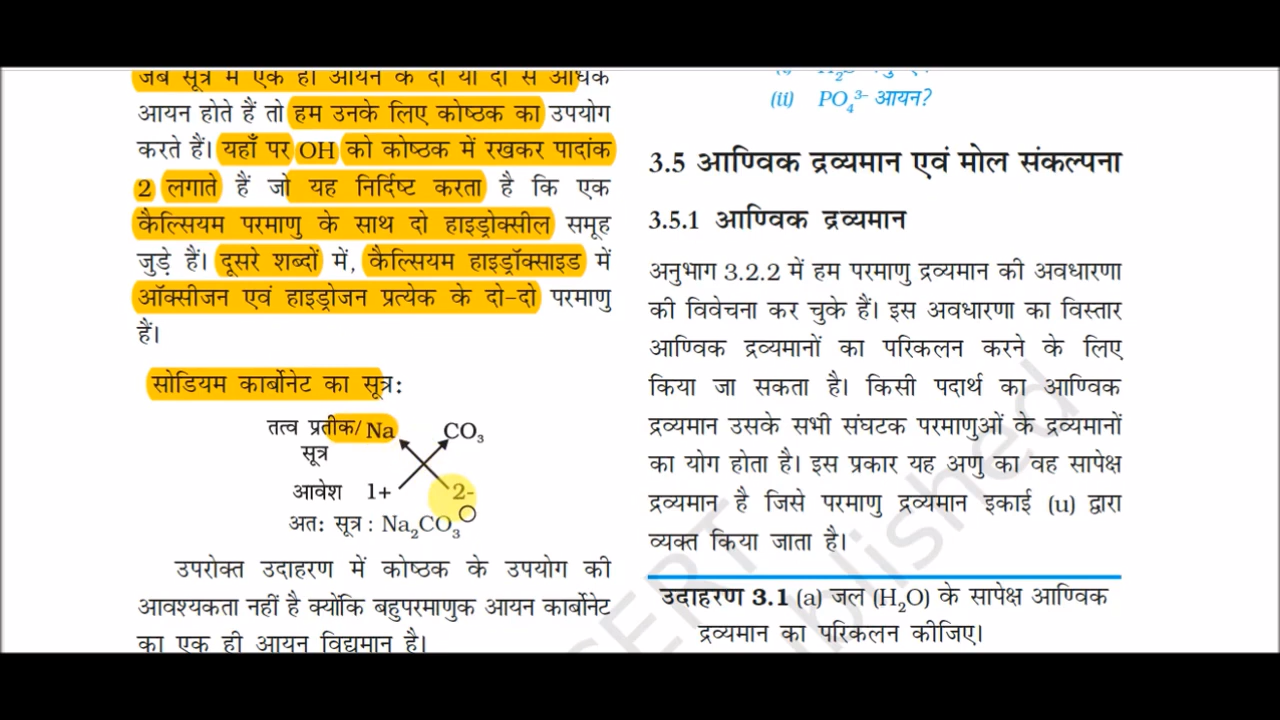 जब सूत्र में एक ही आयन के दो या दो से अधिक
आयन होते हैं तो हम उनके लिए कोष्ठक का उपयोग
करते हैं। यहाँ पर OH को कोष्ठक में रखकर पादांक
2 लगाते हैं जो यह निर्दिष्ट करता है कि एक
कैल्सियम परमाणु के साथ दो हाइड्रोक्सील समूह
जुड़े हैं। दूसरे शब्दों में, कैल्सियम हाइड्रॉक्साइड में
ऑक्सीजन एवं हाइड्रोजन प्रत्येक के दो-दो परमाणु
हैं।
सोडियम कार्बोनेट का सूत्र:
तत्व प्रतीक/ Na CO₃
सूत्र
आवेश 1+ 2-
अतः सूत्र : Na₂CO₃
उपरोक्त उदाहरण में कोष्ठक के उपयोग की
आवश्यकता नहीं है क्योंकि बहुपरमाणुक आयन कार्बोनेट
का एक ही आयन विद्यमान है।
(ii) PO₄³⁻ आयन?
3.5 आण्विक द्रव्यमान एवं मोल संकल्पना
3.5.1 आण्विक द्रव्यमान
अनुभाग 3.2.2 में हम परमाणु द्रव्यमान की अवधारणा
की विवेचना कर चुके हैं। इस अवधारणा का विस्तार
आण्विक द्रव्यमानों का परिकलन करने के लिए
किया जा सकता है। किसी पदार्थ का आण्विक
द्रव्यमान उसके सभी संघटक परमाणुओं के द्रव्यमानों
का योग होता है। इस प्रकार यह अणु का वह सापेक्ष
द्रव्यमान है जिसे परमाणु द्रव्यमान इकाई (u) द्वारा
व्यक्त किया जाता है।
उदाहरण 3.1 (a) जल (H₂O) के सापेक्ष आण्विक
द्रव्यमान का परिकलन कीजिए।